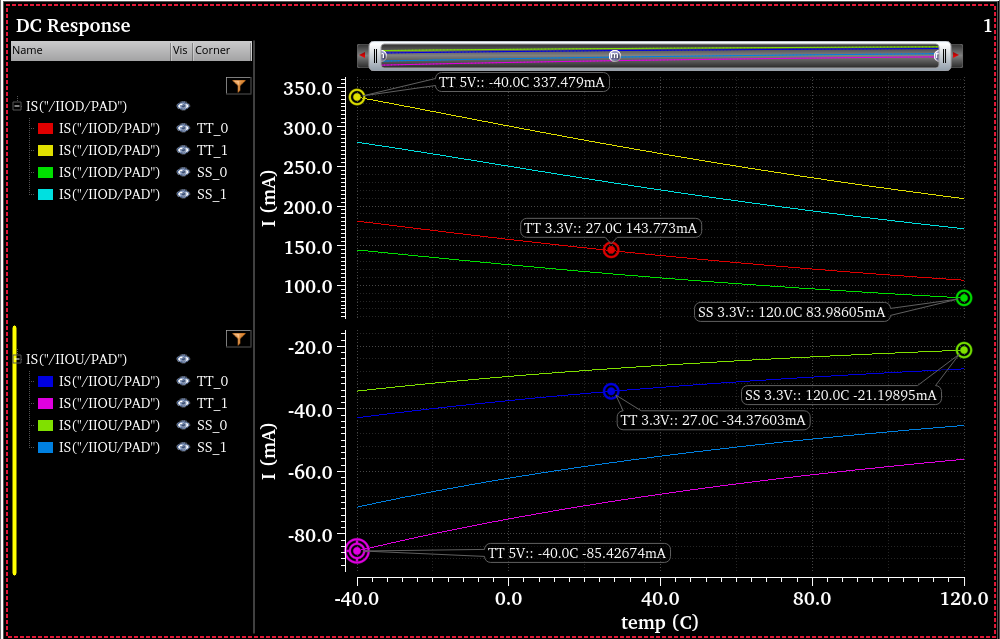 DC Response
1
Name Vis Corner
IS("/IIOD/PAD")
IS("/IIOD/PAD") TT_0
IS("/IIOD/PAD") TT_1
IS("/IIOD/PAD") SS_0
IS("/IIOD/PAD") SS_1
IS("/IIOU/PAD")
IS("/IIOU/PAD") TT_0
IS("/IIOU/PAD") TT_1
IS("/IIOU/PAD") SS_0
IS("/IIOU/PAD") SS_1
I (mA)
350.0
300.0
250.0
200.0
150.0
100.0
TT 5V:: -40.0C 337.479mA
TT 3.3V:: 27.0C 143.773mA
SS 3.3V:: 120.0C 83.98605mA
I (mA)
-20.0
-40.0
-60.0
-80.0
SS 3.3V:: 120.0C -21.19895mA
TT 3.3V:: 27.0C -34.37603mA
TT 5V:: -40.0C -85.42674mA
-40.0 0.0 40.0 80.0 120.0
temp (C)